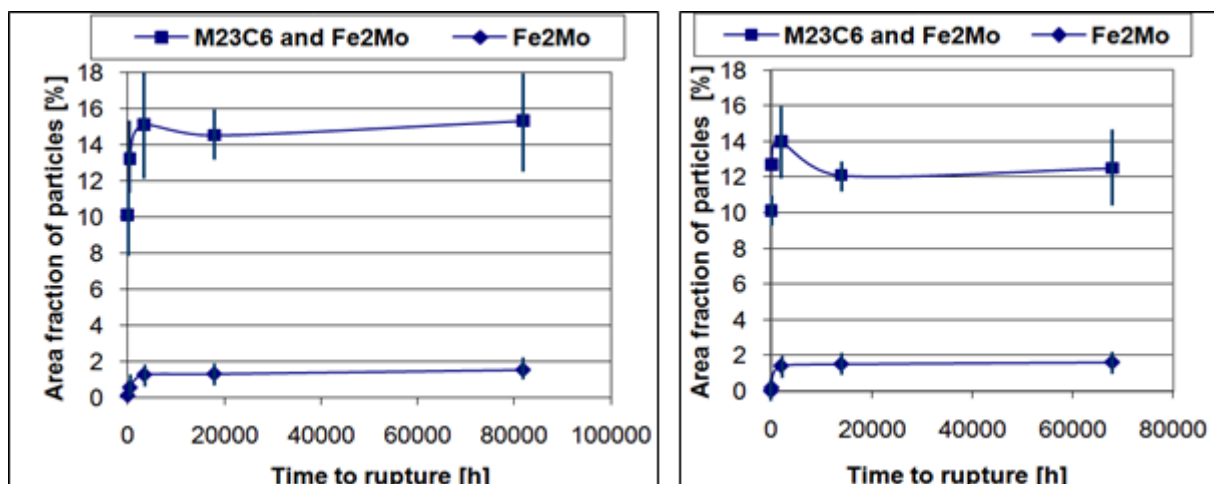 M23C6 and Fe2Mo Fe2Mo
Area fraction of particles [%]
18
16
14
12
10
8
6
4
2
0
0 20000 40000 60000 80000 100000
Time to rupture [h]
M23C6 and Fe2Mo Fe2Mo
Area fraction of particles [%]
18
16
14
12
10
8
6
4
2
0
0 20000 40000 60000 80000
Time to rupture [h]